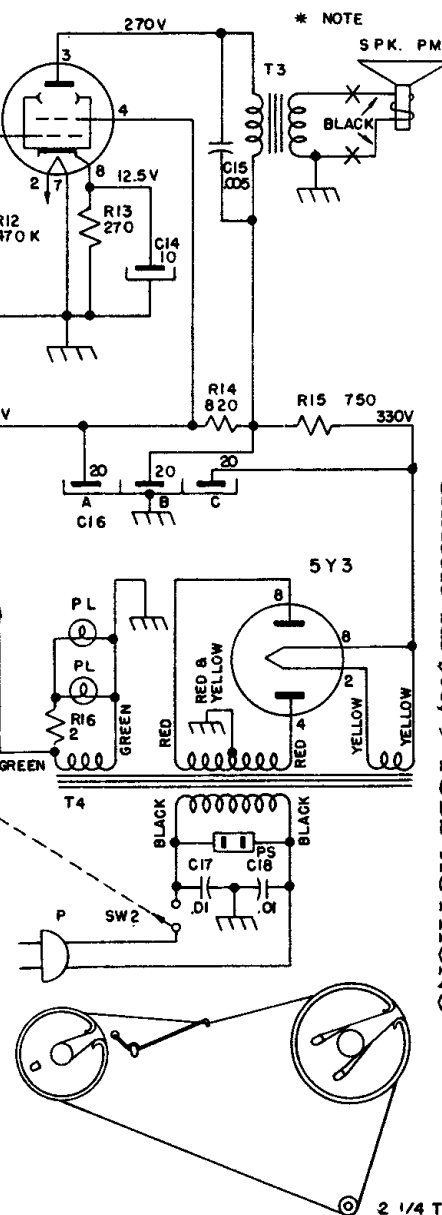 * NOTE
270V
SPK. PM
T3
3
4
BLACK
C15
.005
2 7
8
12.5V
R12
470 K
R13
270
C14
10
R14
820
R15 750
330V
V
20
20
20
A
B
C
C16
5Y3
8
8
2
4
PL
PL
R16
2
GREEN
GREEN
RED
RED &
YELLOW
RED
YELLOW
YELLOW
T4
BLACK
BLACK
PS
C17
C18
.01
.01
P
SW2
2 1/4 T